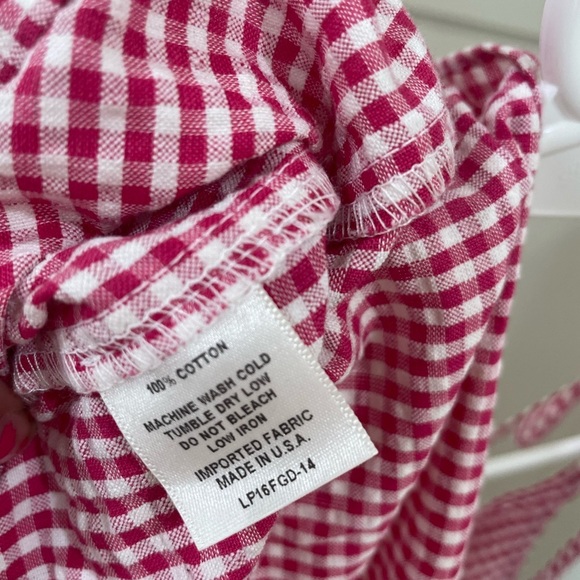 100% COTTON
MACHINE WASH COLD
TUMBLE DRY LOW
DO NOT BLEACH
LOW IRON
IMPORTED FABRIC
MADE IN U.S.A.
LP16FGD-14